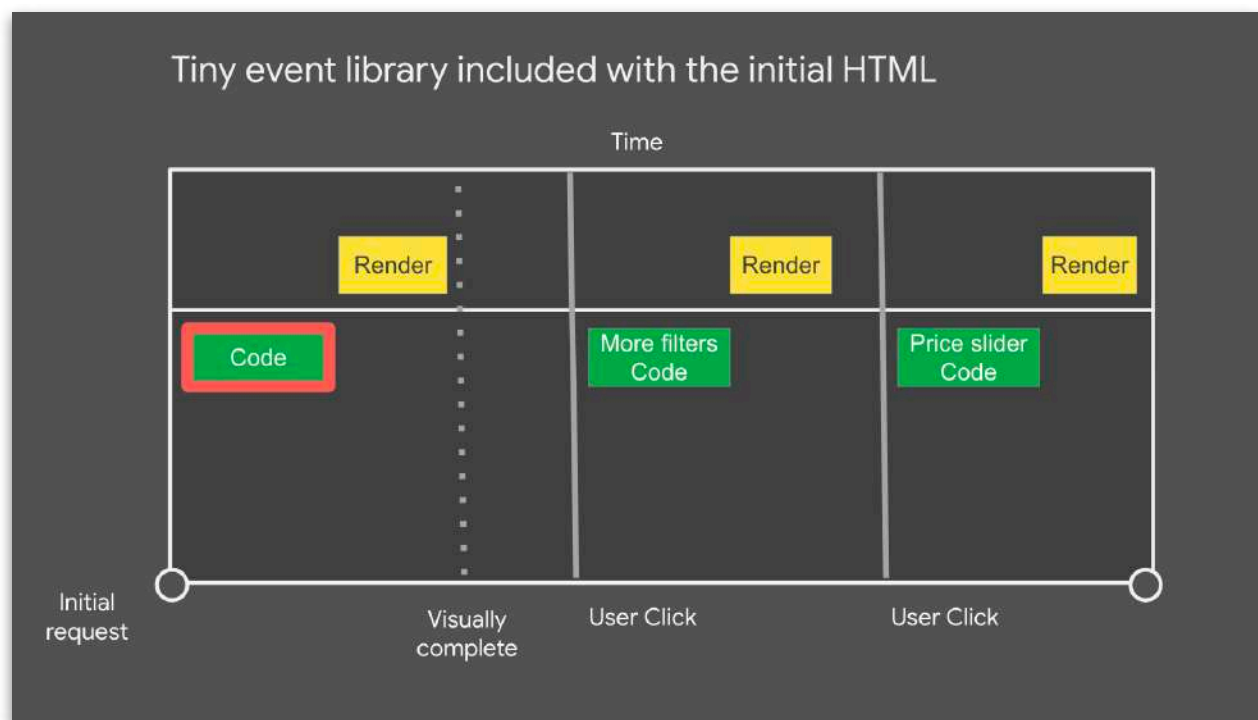 Tiny event library included with the initial HTML
Time
Render
Render
Render
Code
More filters
Code
Price slider
Code
Initial
request
Visually
complete
User Click
User Click